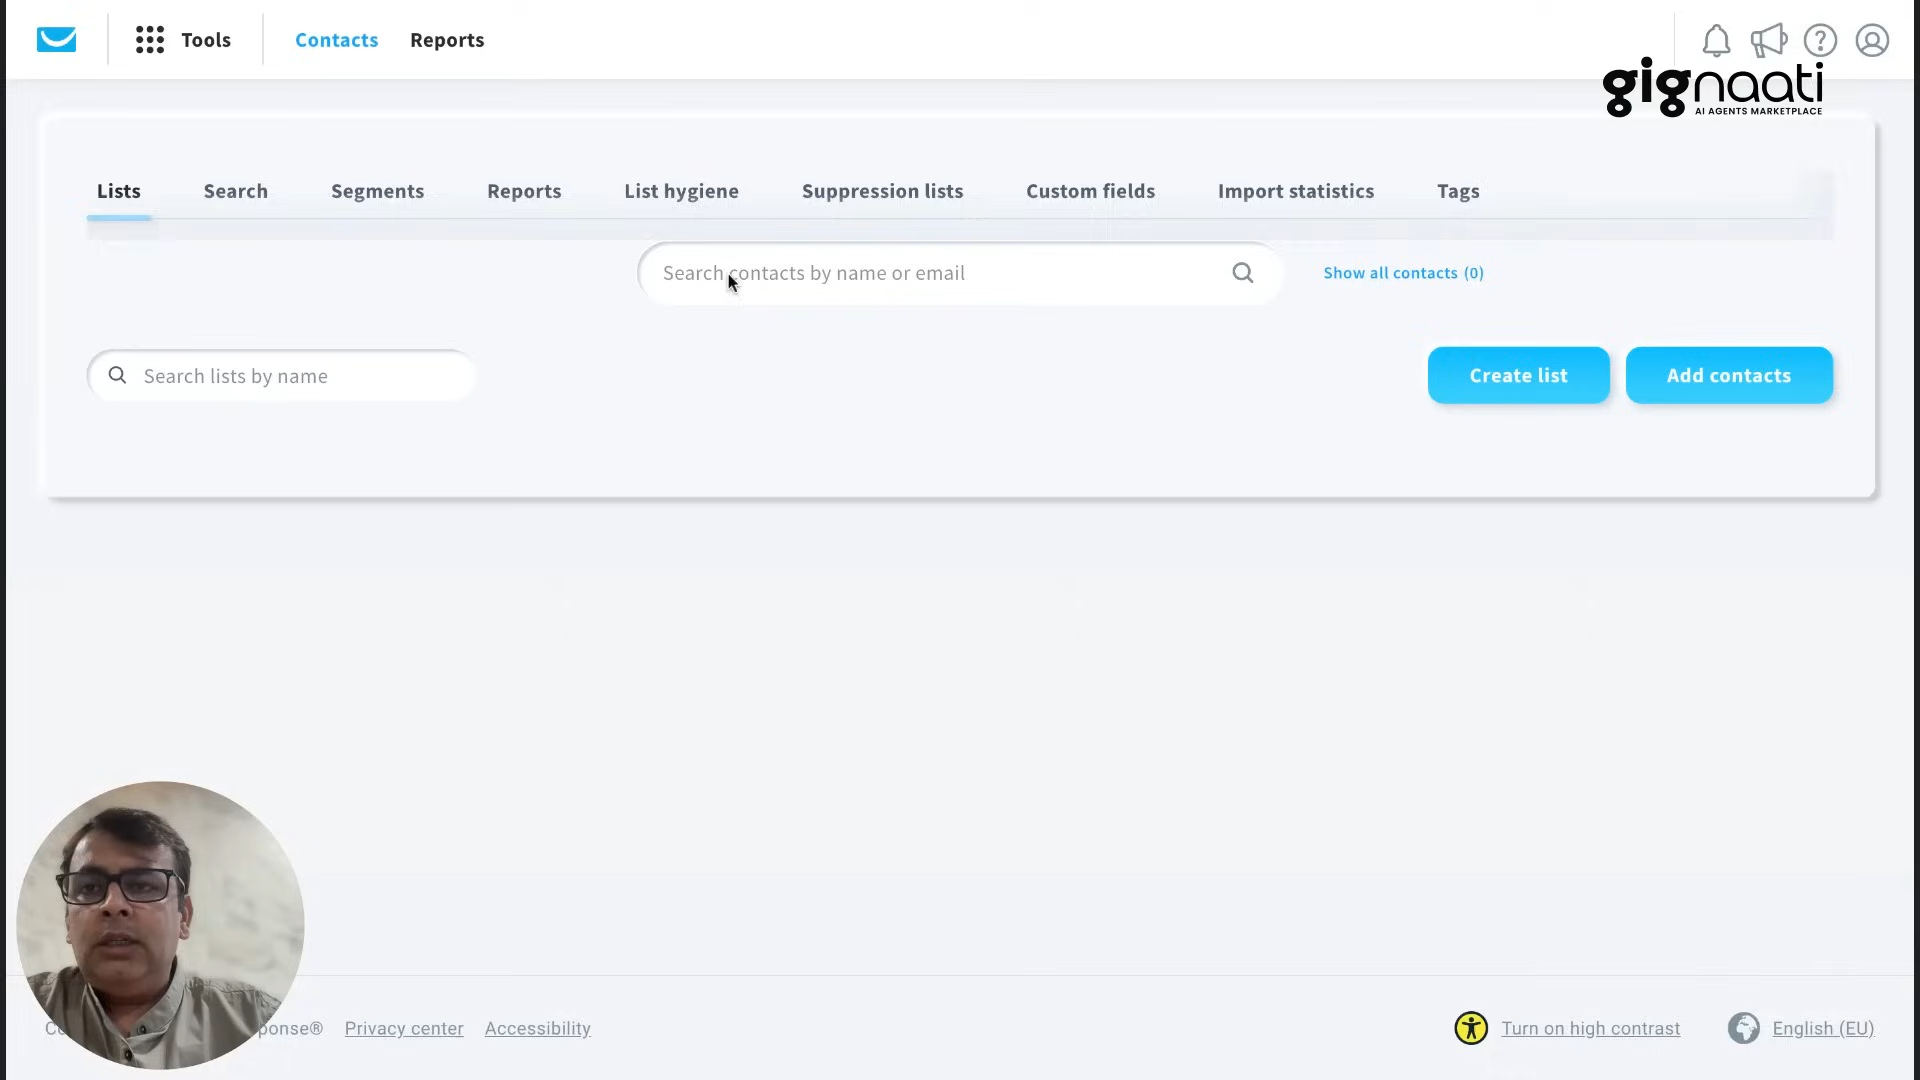 Tools
Contacts
Reports
gignaati
AI AGENTS MARKETPLACE
Lists
Search
Segments
Reports
List hygiene
Suppression lists
Custom fields
Import statistics
Tags
Search contacts by name or email
Show all contacts (0)
Search lists by name
Create list
Add contacts
ponse®
Privacy center
Accessibility
Turn on high contrast
English (EU)